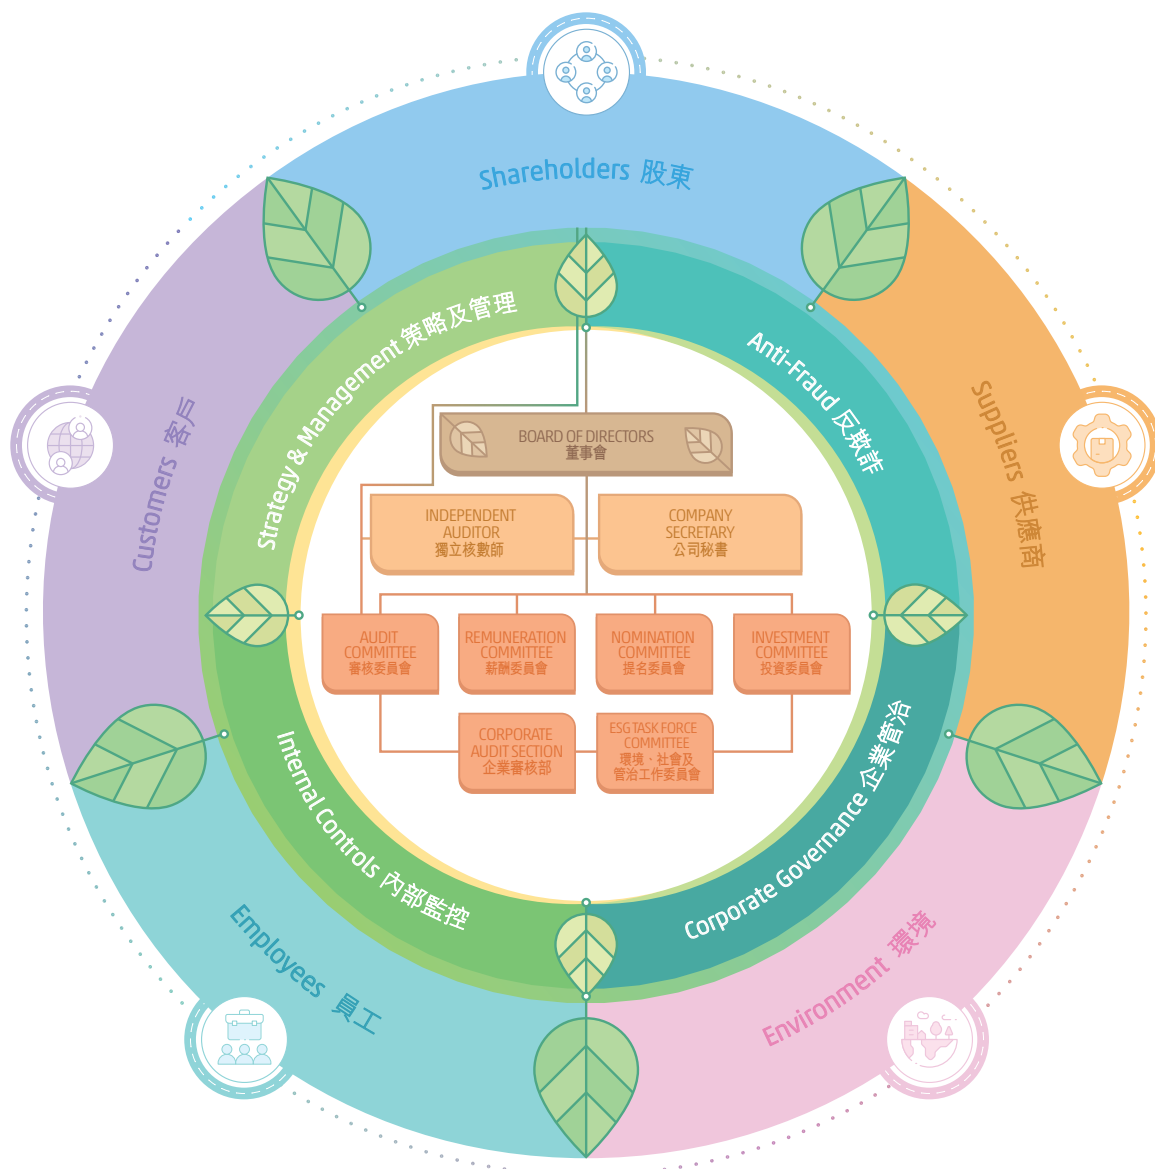 Shareholders 股東
Suppliers 供應商
Environment 環境
Employees 員工
Customers 客戶
Strategy & Management 策略及管理
Anti-Fraud 反欺詐
Corporate Governance 企業管治
Internal Controls 內部監控
BOARD OF DIRECTORS
董事會
INDEPENDENT
AUDITOR
獨立核數師
COMPANY
SECRETARY
公司秘書
AUDIT
COMMITTEE
審核委員會
REMUNERATION
COMMITTEE
薪酬委員會
NOMINATION
COMMITTEE
提名委員會
INVESTMENT
COMMITTEE
投資委員會
CORPORATE
AUDIT SECTION
企業審核部
ESG TASK FORCE
COMMITTEE
環境、社會及
管治工作委員會